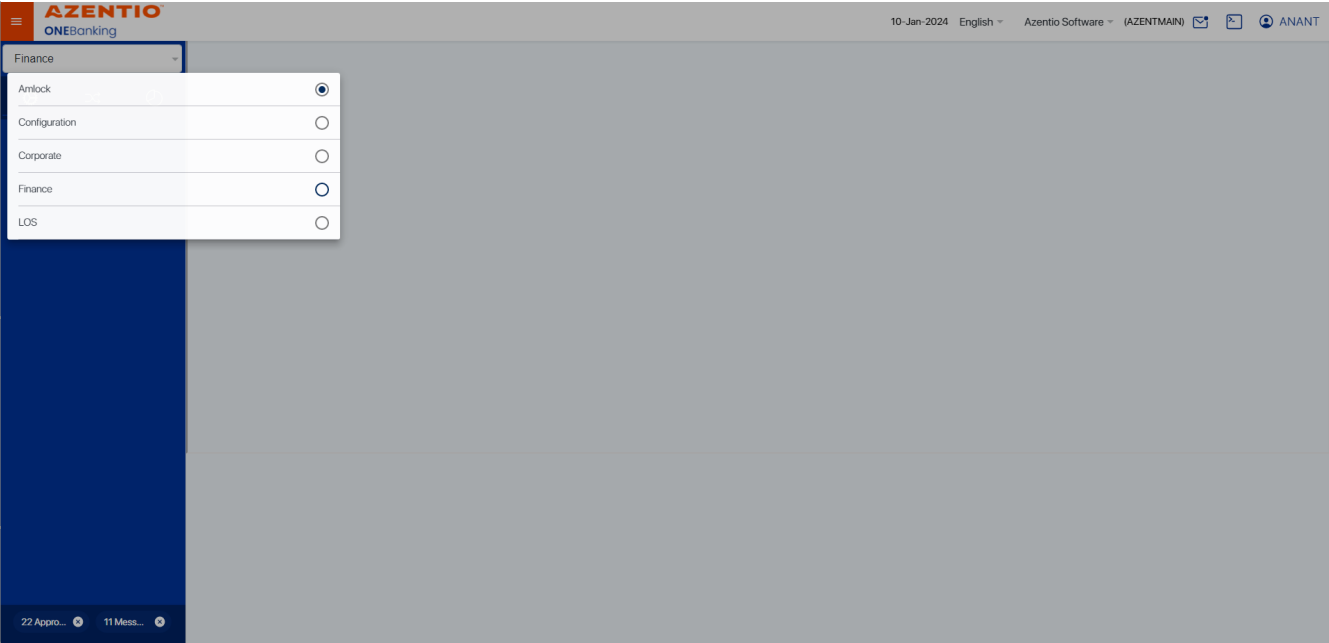 AZENTIO
ONEBanking
10-Jan-2024 English Azentio Software (AZENTMAIN) ANANT
Finance
Amlock
Configuration
Corporate
Finance
LOS
22 Appro... 11 Mess...